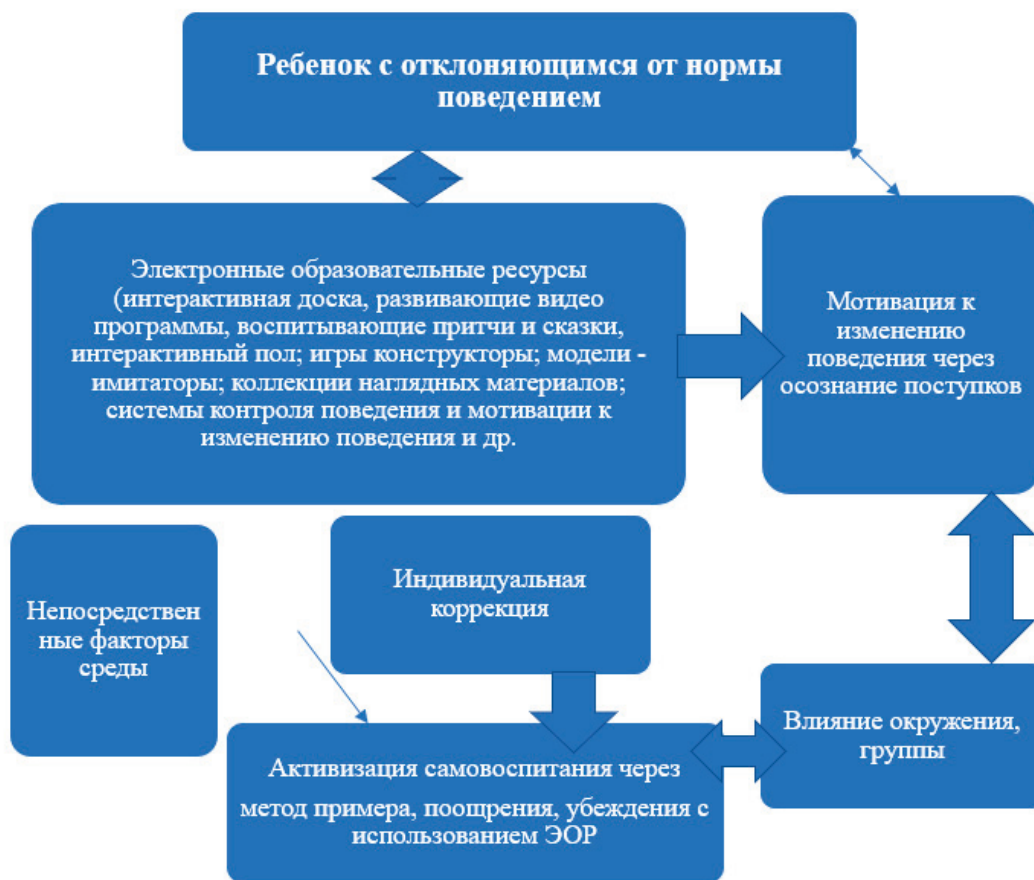 Ребенок с отклоняющимся от нормы
поведением
Электронные образовательные ресурсы
(интерактивная доска, развивающие видео
программы, воспитывающие притчи и сказки,
интерактивный пол; игры конструкторы; модели -
имитаторы; коллекции наглядных материалов;
системы контроля поведения и мотивации к
изменению поведения и др.
Мотивация к
изменению
поведения через
осознание поступков
Непосредствен
ные факторы
среды
Индивидуальная
коррекция
Влияние окружения,
группы
Активизация самовоспитания через
метод примера, поощрения, убеждения с
использованием ЭОР